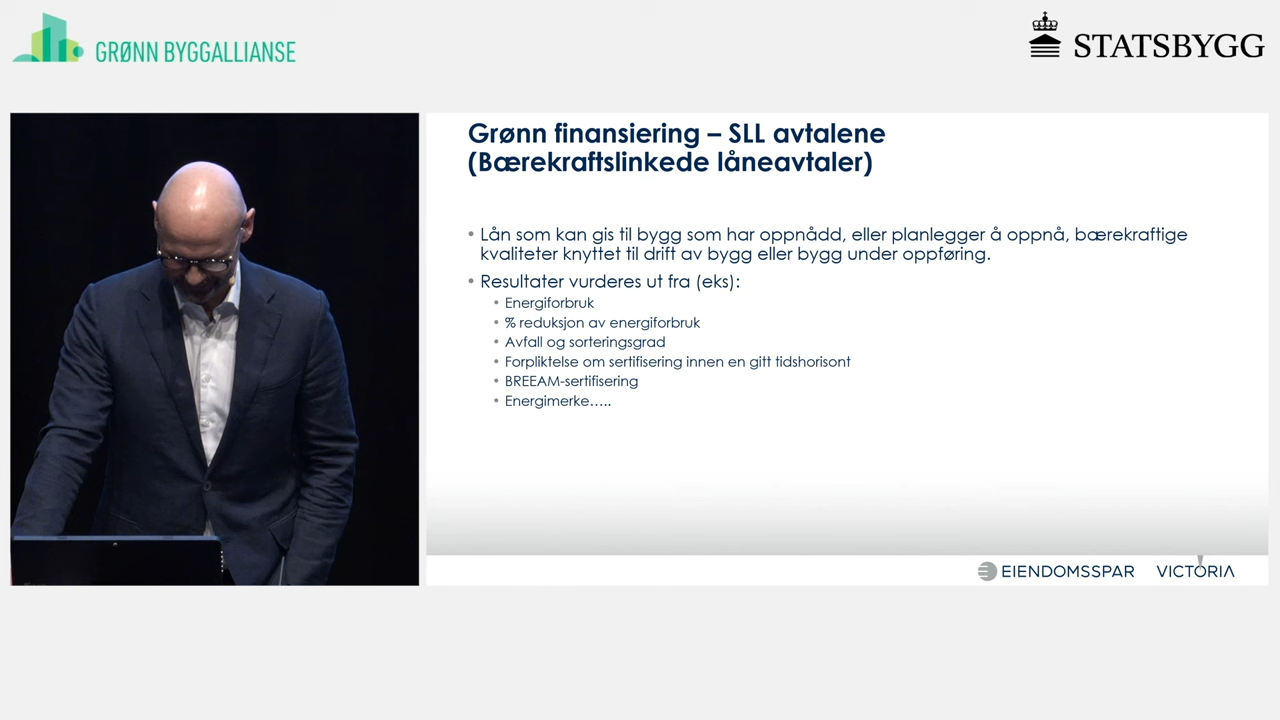 GRØNN BYGGALLIANSE
STATSBYGG
Grønn finansiering – SLL avtalene
(Bærekraftslinkede låneavtaler)
• Lån som kan gis til bygg som har oppnådd, eller planlegger å oppnå, bærekraftige
kvaliteter knyttet til drift av bygg eller bygg under oppføring.
• Resultater vurderes ut fra (eks):
• Energiforbruk
• % reduksjon av energiforbruk
• Avfall og sorteringsgrad
• Forpliktelse om sertifisering innen en gitt tidshorisont
• BREEAM-sertifisering
• Energimerke…..
EIENDOMSSPAR VICTORIA